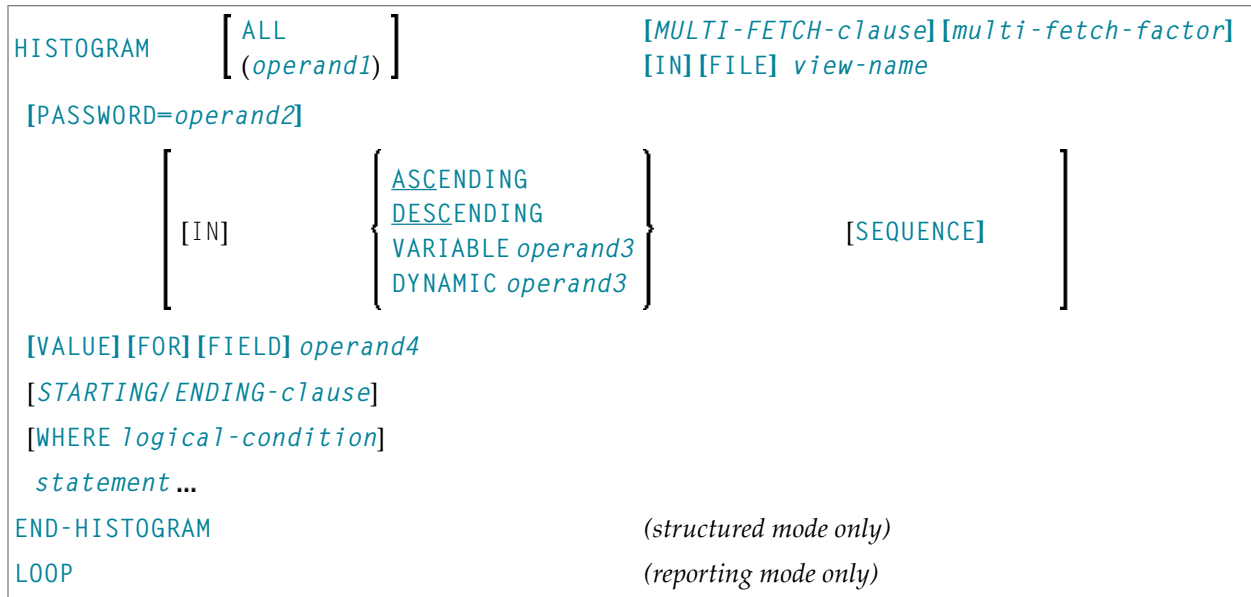 HISTOGRAM [ ALL (operand1) ] [MULTI-FETCH-clause] [multi-fetch-factor]
[IN] [FILE] view-name
[PASSWORD=operand2]
[IN] { ASCENDING
DESCENDING
VARIABLE operand3
DYNAMIC operand3 } [SEQUENCE]
[VALUE] [FOR] [FIELD] operand4
[STARTING/ENDING-clause]
[WHERE logical-condition]
statement ...
END-HISTOGRAM (structured mode only)
LOOP (reporting mode only)